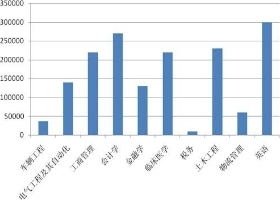 350000
300000
250000
200000
150000
100000
50000
0
车辆工程
电气工程及其自动化
工商管理
会计学
金融学
临床医学
税务
土木工程
物流管理
英语